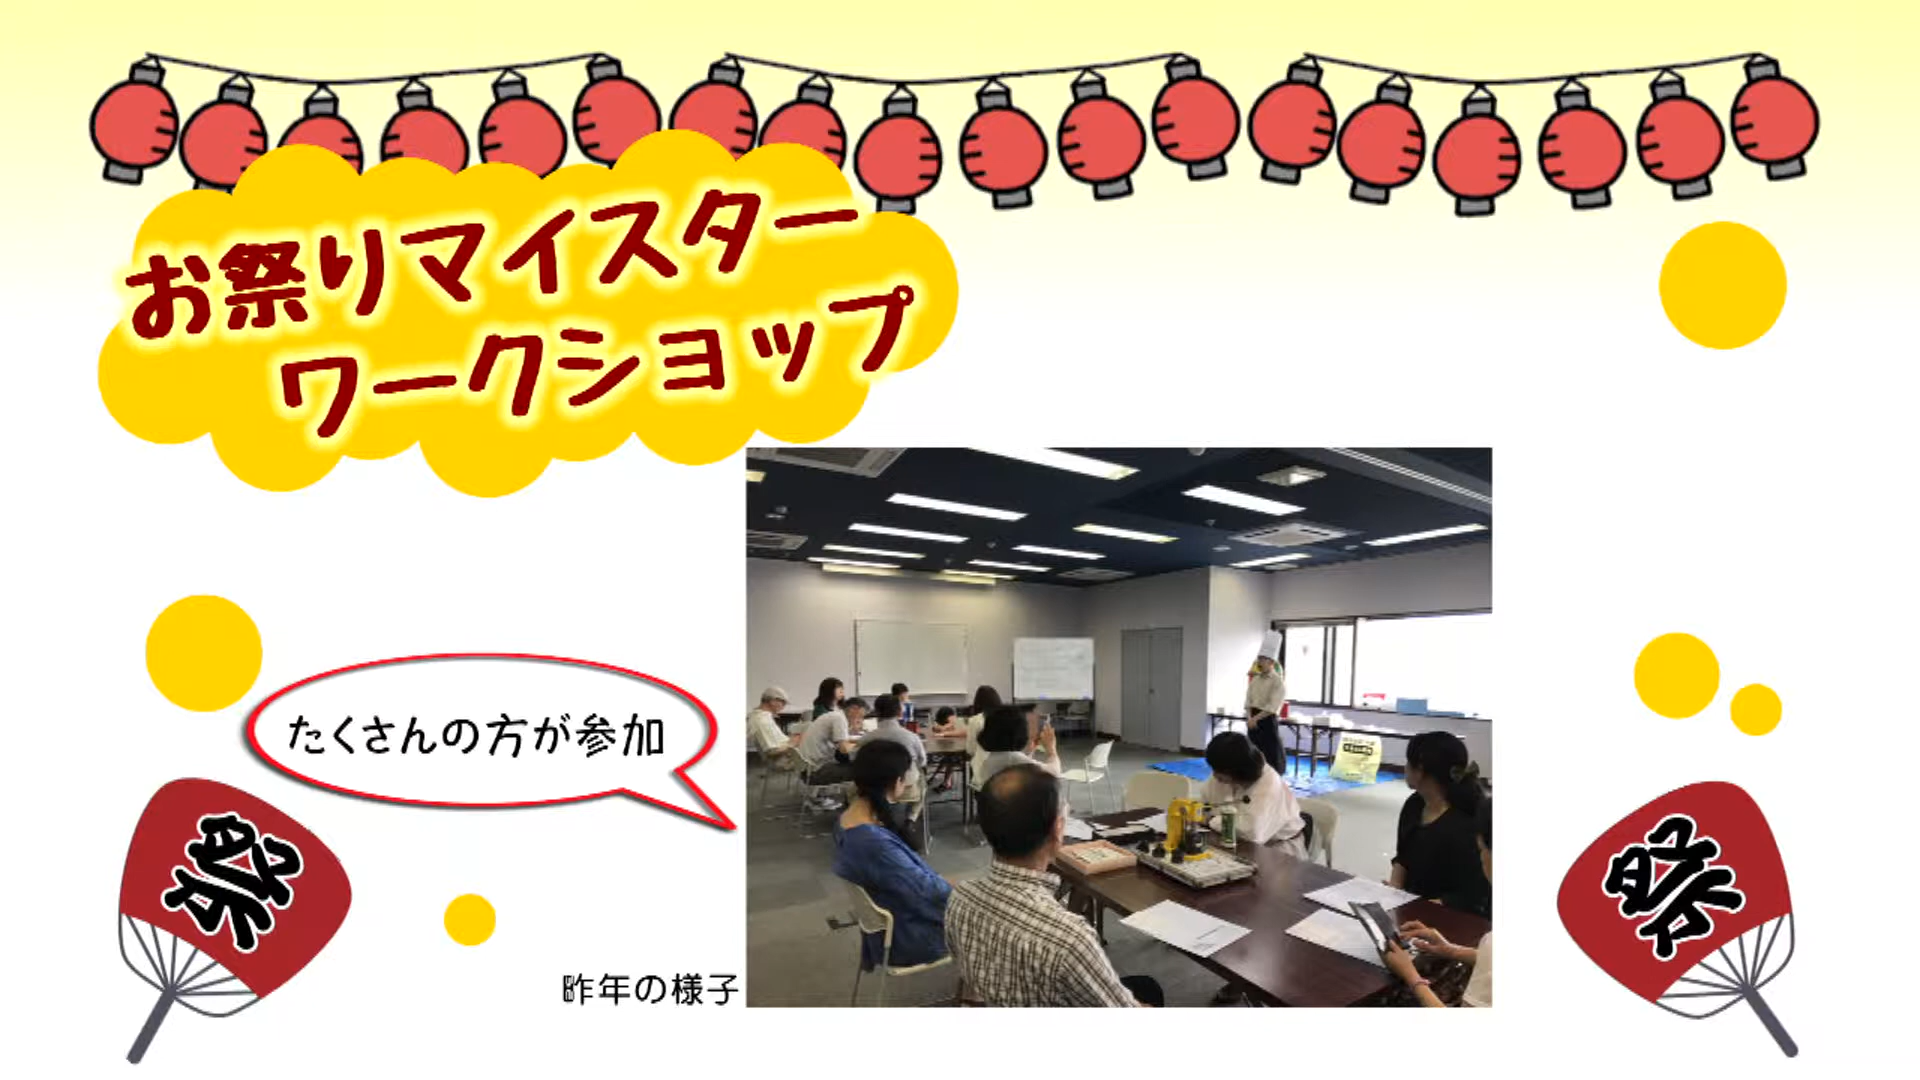 お祭りマイスター
ワークショップ
たくさんの方が参加
昨年の様子
祭
祭